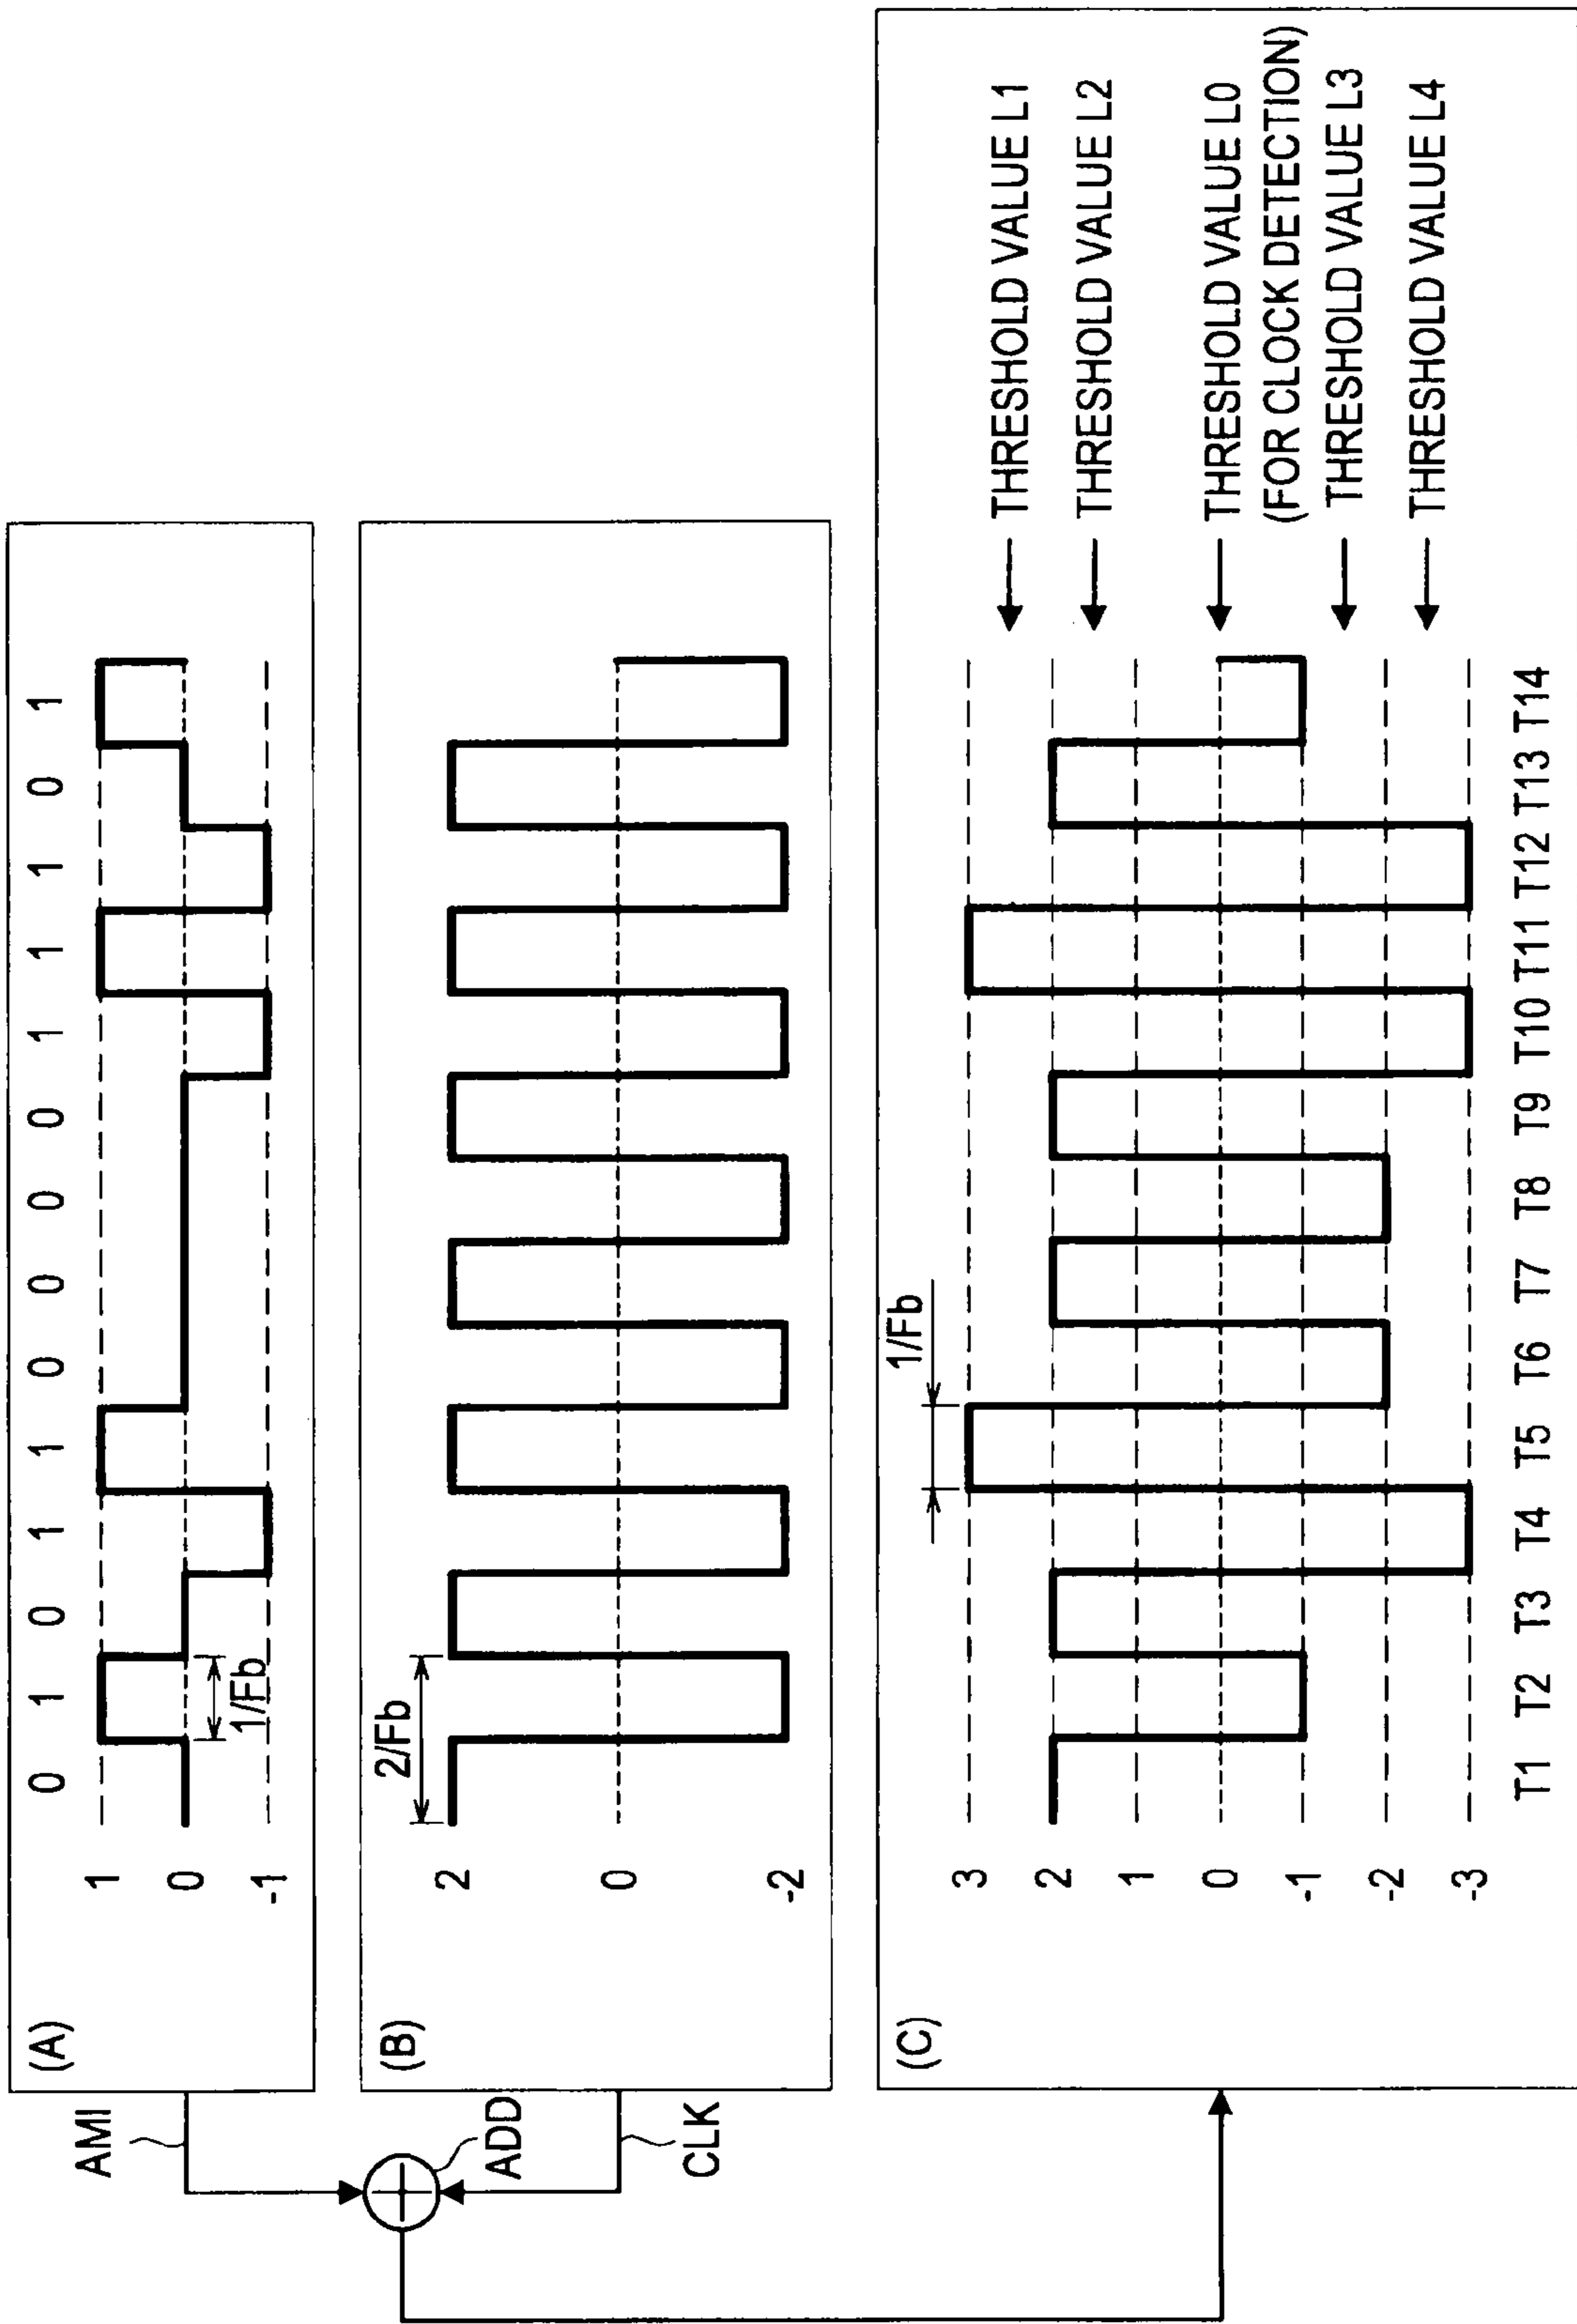 (A)
0 1 0 1 1 0 0 0 0 1 1 1 0 1
1
0
-1
1/Fb
AMI
(B)
2/Fb
2
0
-2
ADD
CLK
(C)
1/Fb
3
2
1
0
-1
-2
-3
THRESHOLD VALUE L1
THRESHOLD VALUE L2
THRESHOLD VALUE L0
(FOR CLOCK DETECTION)
THRESHOLD VALUE L3
THRESHOLD VALUE L4
T1 T2 T3 T4 T5 T6 T7 T8 T9 T10 T11 T12 T13 T14